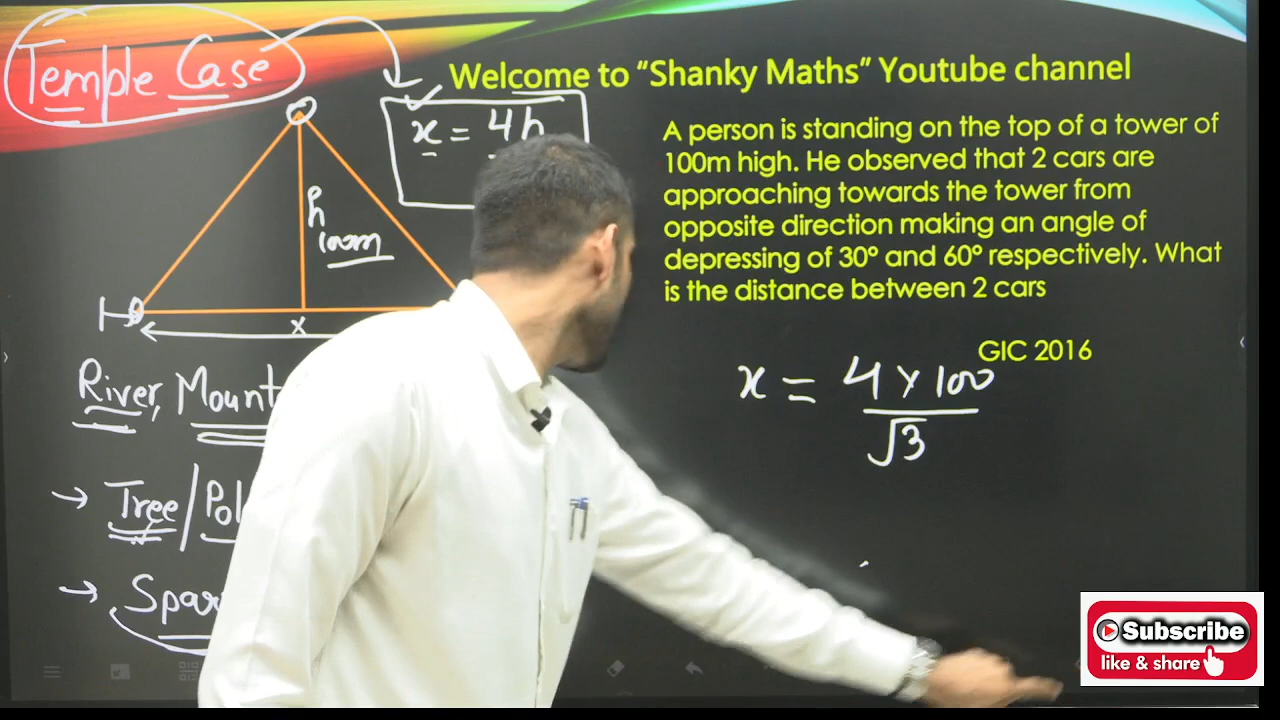 Temple Case
Welcome to "Shanky Maths" Youtube channel
x = 4h
A person is standing on the top of a tower of
100m high. He observed that 2 cars are
approaching towards the tower from
opposite direction making an angle of
depressing of 30º and 60º respectively. What
is the distance between 2 cars
GIC 2016
h
100m
x
x = 4 x 100
√3
River, Mount
→ Tree/Pol
→ Spar
Subscribe
like & share